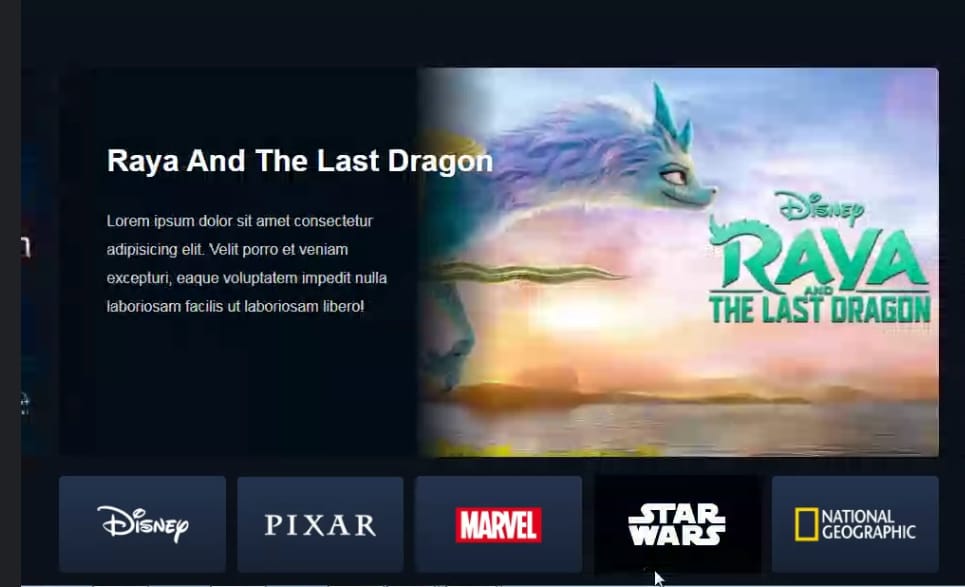 Raya And The Last Dragon
Lorem ipsum dolor sit amet consectetur
adipisicing elit. Velit porro et veniam
excepturi, eaque voluptatem impedit nulla
laboriosam facilis ut laboriosam libero!
Disney
RAYA
AND
THE LAST DRAGON
Disney
PIXAR
MARVEL
STAR
WARS
NATIONAL
GEOGRAPHIC